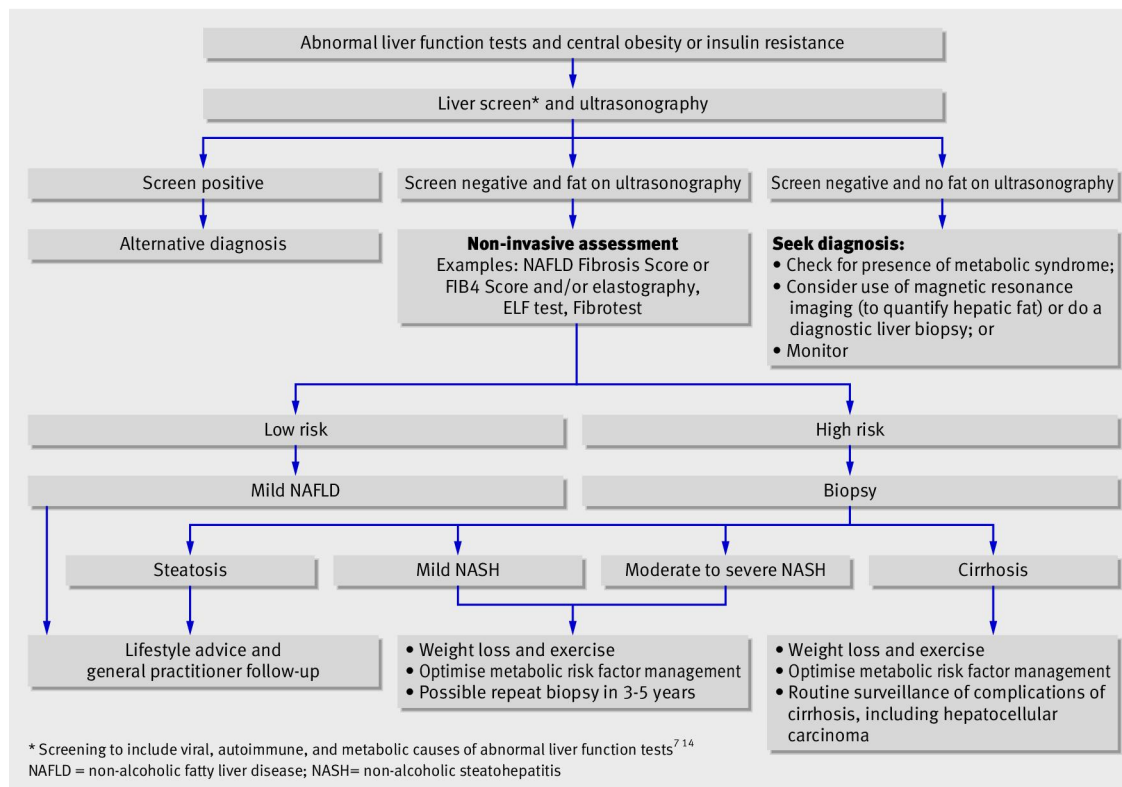 Abnormal liver function tests and central obesity or insulin resistance
Liver screen* and ultrasonography
Screen positive
Screen negative and fat on ultrasonography
Screen negative and no fat on ultrasonography
Alternative diagnosis
Non-invasive assessment
Examples: NAFLD Fibrosis Score or
FIB4 Score and/or elastography,
ELF test, Fibrotest
Seek diagnosis:
• Check for presence of metabolic syndrome;
• Consider use of magnetic resonance
imaging (to quantify hepatic fat) or do a
diagnostic liver biopsy; or
• Monitor
Low risk
High risk
Mild NAFLD
Biopsy
Steatosis
Mild NASH
Moderate to severe NASH
Cirrhosis
Lifestyle advice and
general practitioner follow-up
• Weight loss and exercise
• Optimise metabolic risk factor management
• Possible repeat biopsy in 3-5 years
• Weight loss and exercise
• Optimise metabolic risk factor management
• Routine surveillance of complications of
cirrhosis, including hepatocellular
carcinoma
* Screening to include viral, autoimmune, and metabolic causes of abnormal liver function tests7 14
NAFLD = non-alcoholic fatty liver disease; NASH= non-alcoholic steatohepatitis